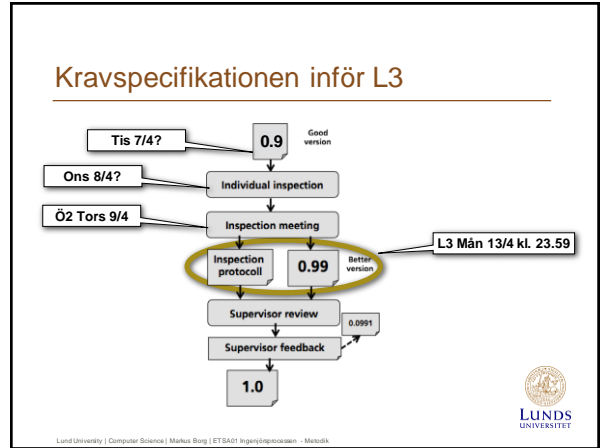 Kravspecifikationen inför L3
Tis 7/4?
0.9
Good
version
Ons 8/4?
Individual inspection
Ö2 Tors 9/4
Inspection meeting
L3 Mån 13/4 kl. 23.59
Inspection
protocoll
0.99
Better
version
Supervisor review
0.0991
Supervisor feedback
1.0
LUNDS
UNIVERSITET
Lund University | Computer Science | Markus Borg | ETSA01 Ingenjörsprocessen - Metodik